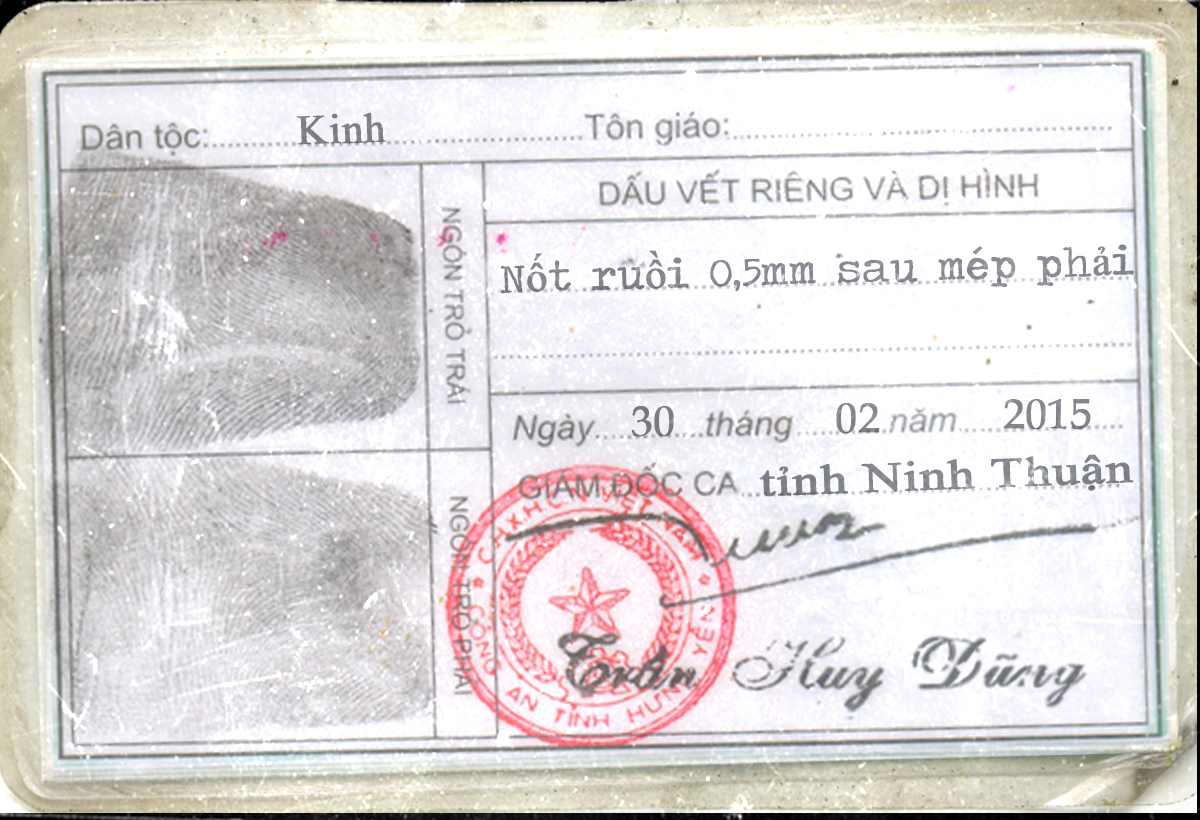 Dân tộc: Kinh Tôn giáo:
NGÓN TRỎ TRÁI
DẤU VẾT RIÊNG VÀ DỊ HÌNH
Nốt ruồi 0,5mm sau mép phải
Ngày 30 tháng 02 năm 2015
GIÁM ĐỐC CA tỉnh Ninh Thuận
NGÓN TRỎ PHẢI
C.H.X.H.C.N VIỆT NAM
CÔNG AN TỈNH HƯNG YÊN
Trần Huy Dũng